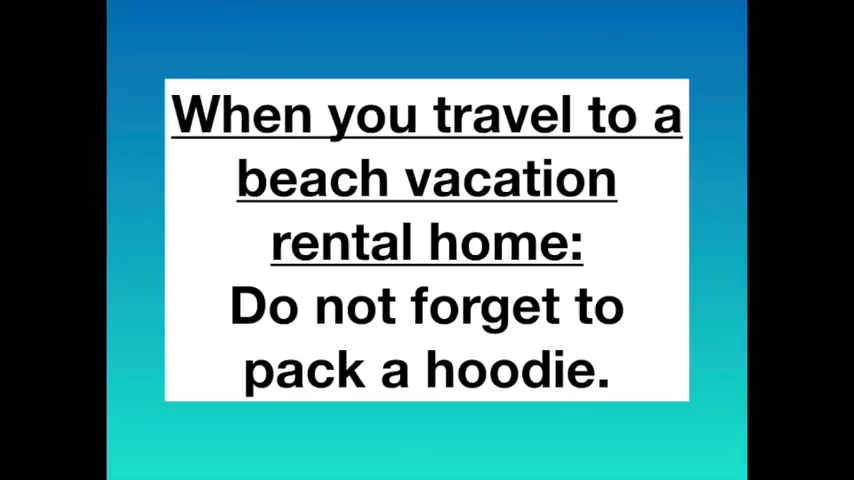 When you travel to a
beach vacation
rental home:
Do not forget to
pack a hoodie.